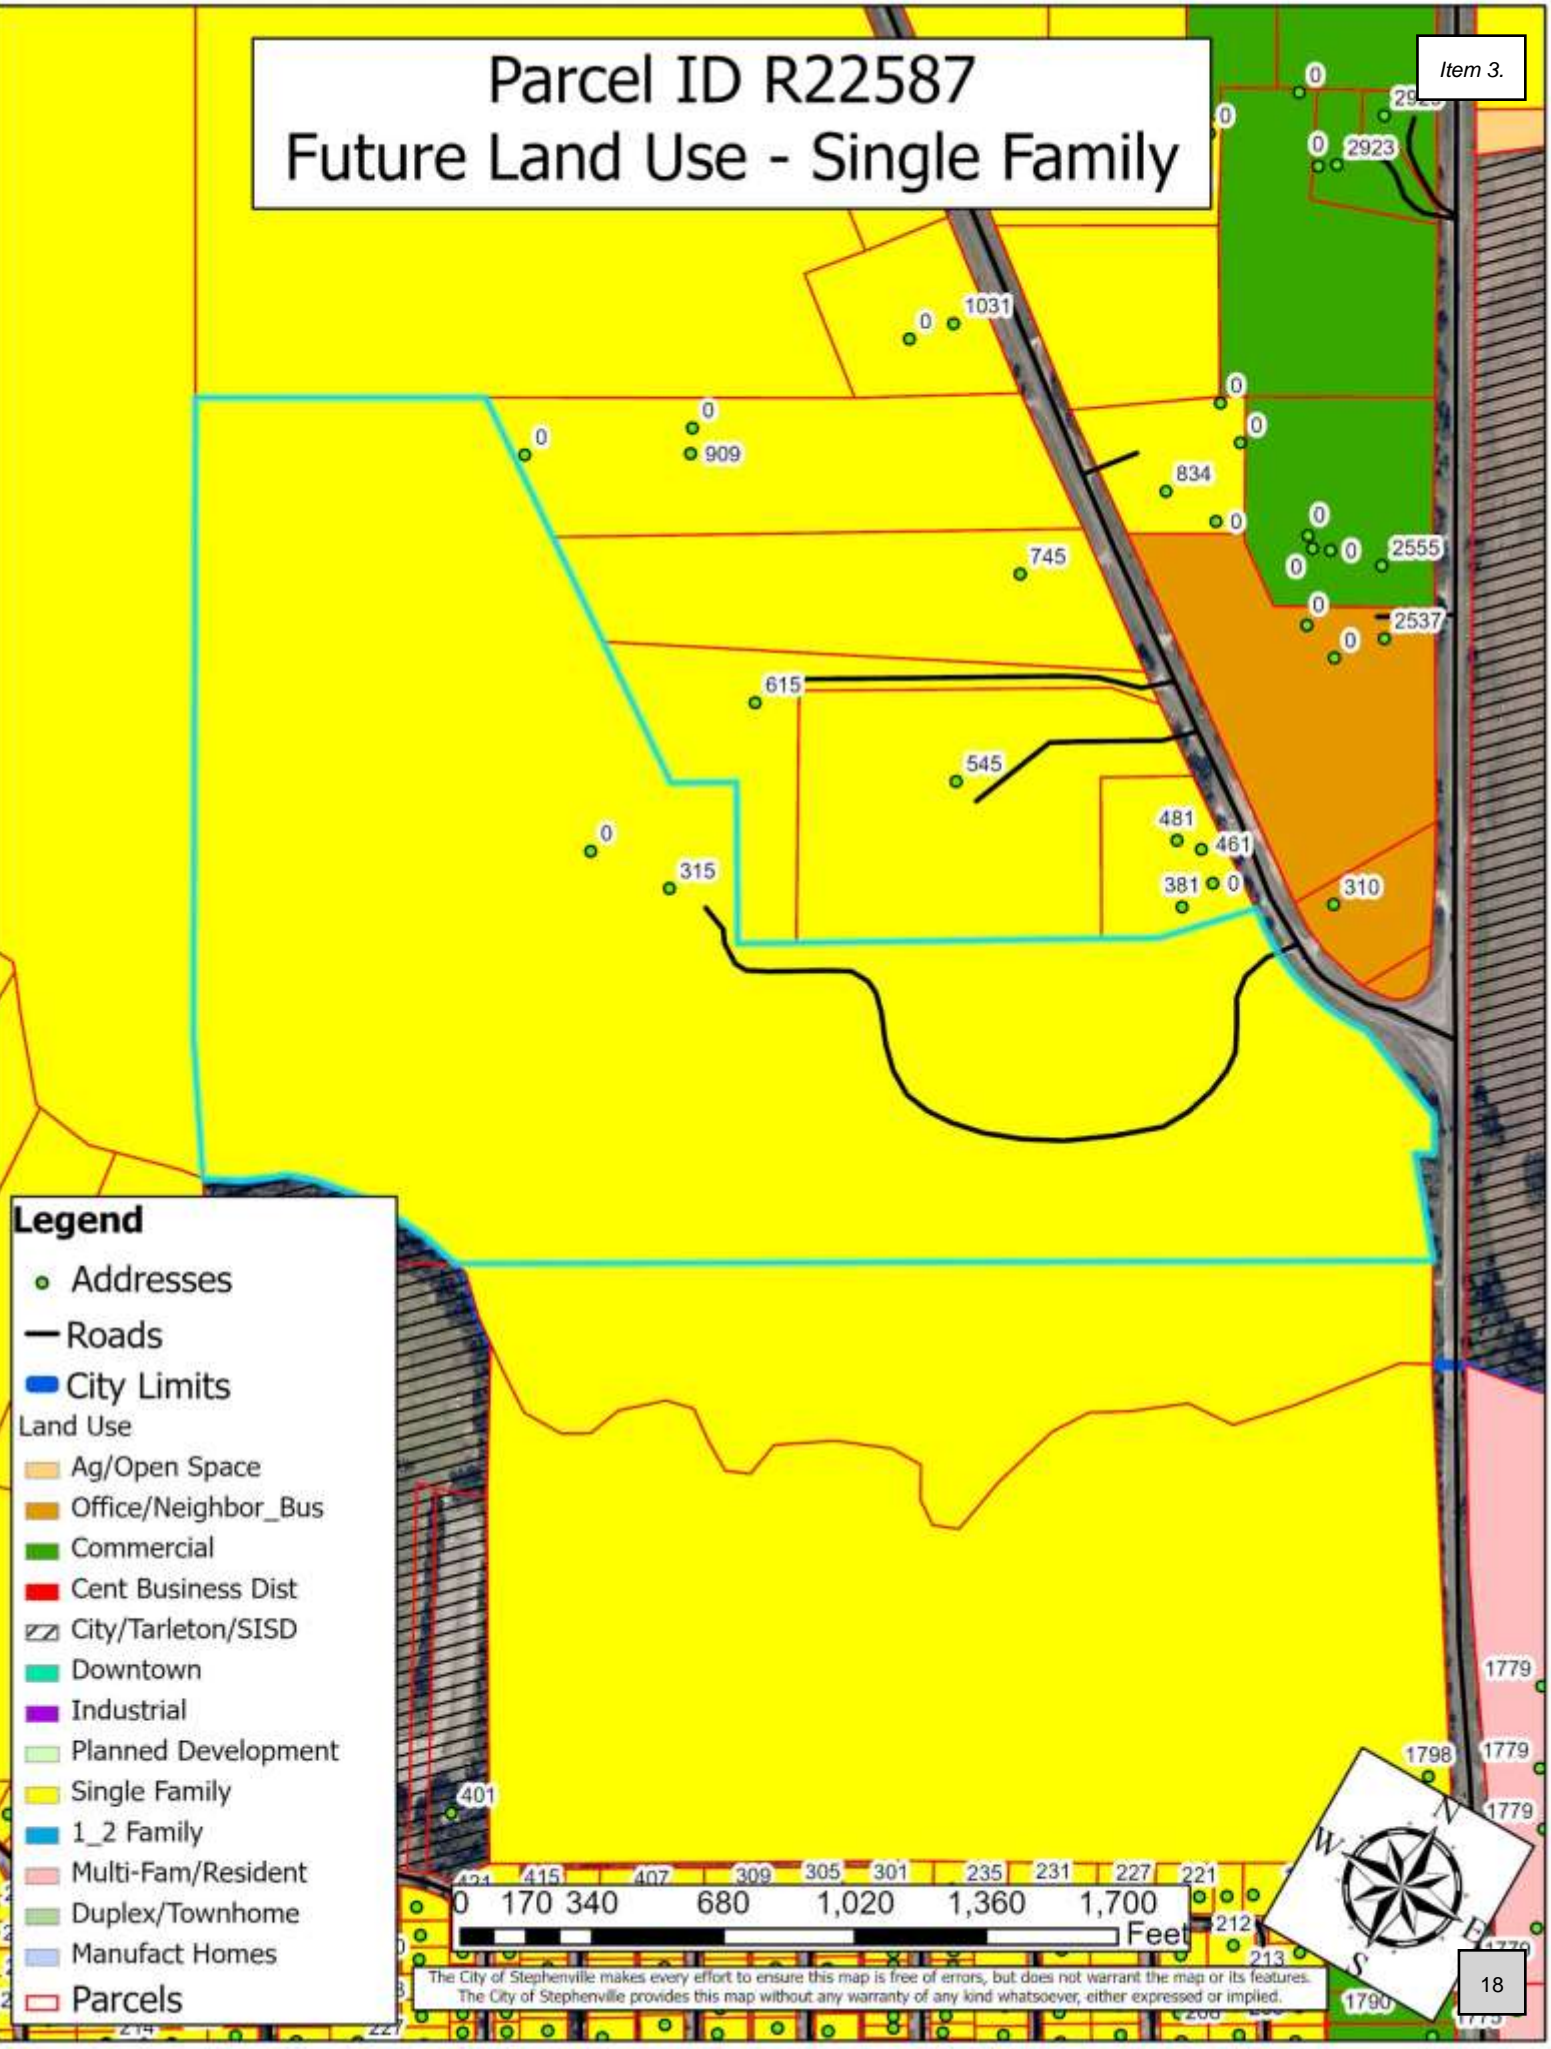 Parcel ID R22587
Future Land Use - Single Family
Item 3.
0
0
0 2923
1031
0
0
0
0
0
909
834
0
0
0
0
2555
745
0
2537
0
615
545
481
461
0
315
381 0
310
Legend
Addresses
Roads
City Limits
Land Use
Ag/Open Space
Office/Neighbor_Bus
Commercial
Cent Business Dist
City/Tarleton/SISD
Downtown
Industrial
Planned Development
Single Family
1_2 Family
Multi-Fam/Resident
Duplex/Townhome
Manufact Homes
Parcels
1779
1798 1779
1779
401
415 407 309 305 301 235 231 227 221
0 170 340 680 1,020 1,360 1,700
Feet
212
213
N
W
E
S
The City of Stephenville makes every effort to ensure this map is free of errors, but does not warrant the map or its features.
The City of Stephenville provides this map without any warranty of any kind whatsoever, either expressed or implied.
1790
18